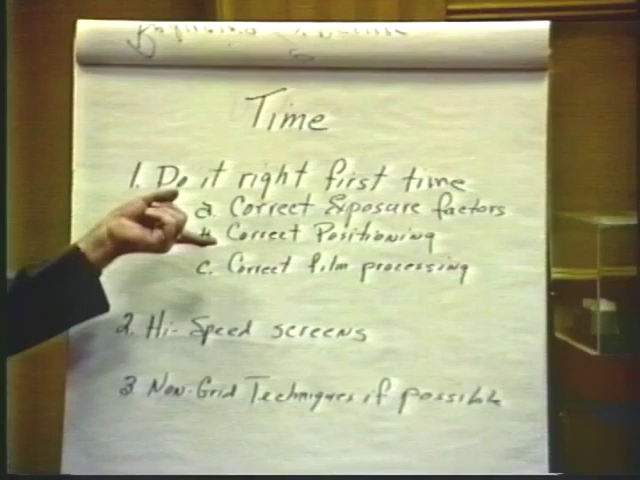 Time
1. Do it right first time
a. Correct Exposure factors
b. Correct Positioning
c. Correct film processing
2. Hi-Speed screens
3 Non-Grid Techniques if possible